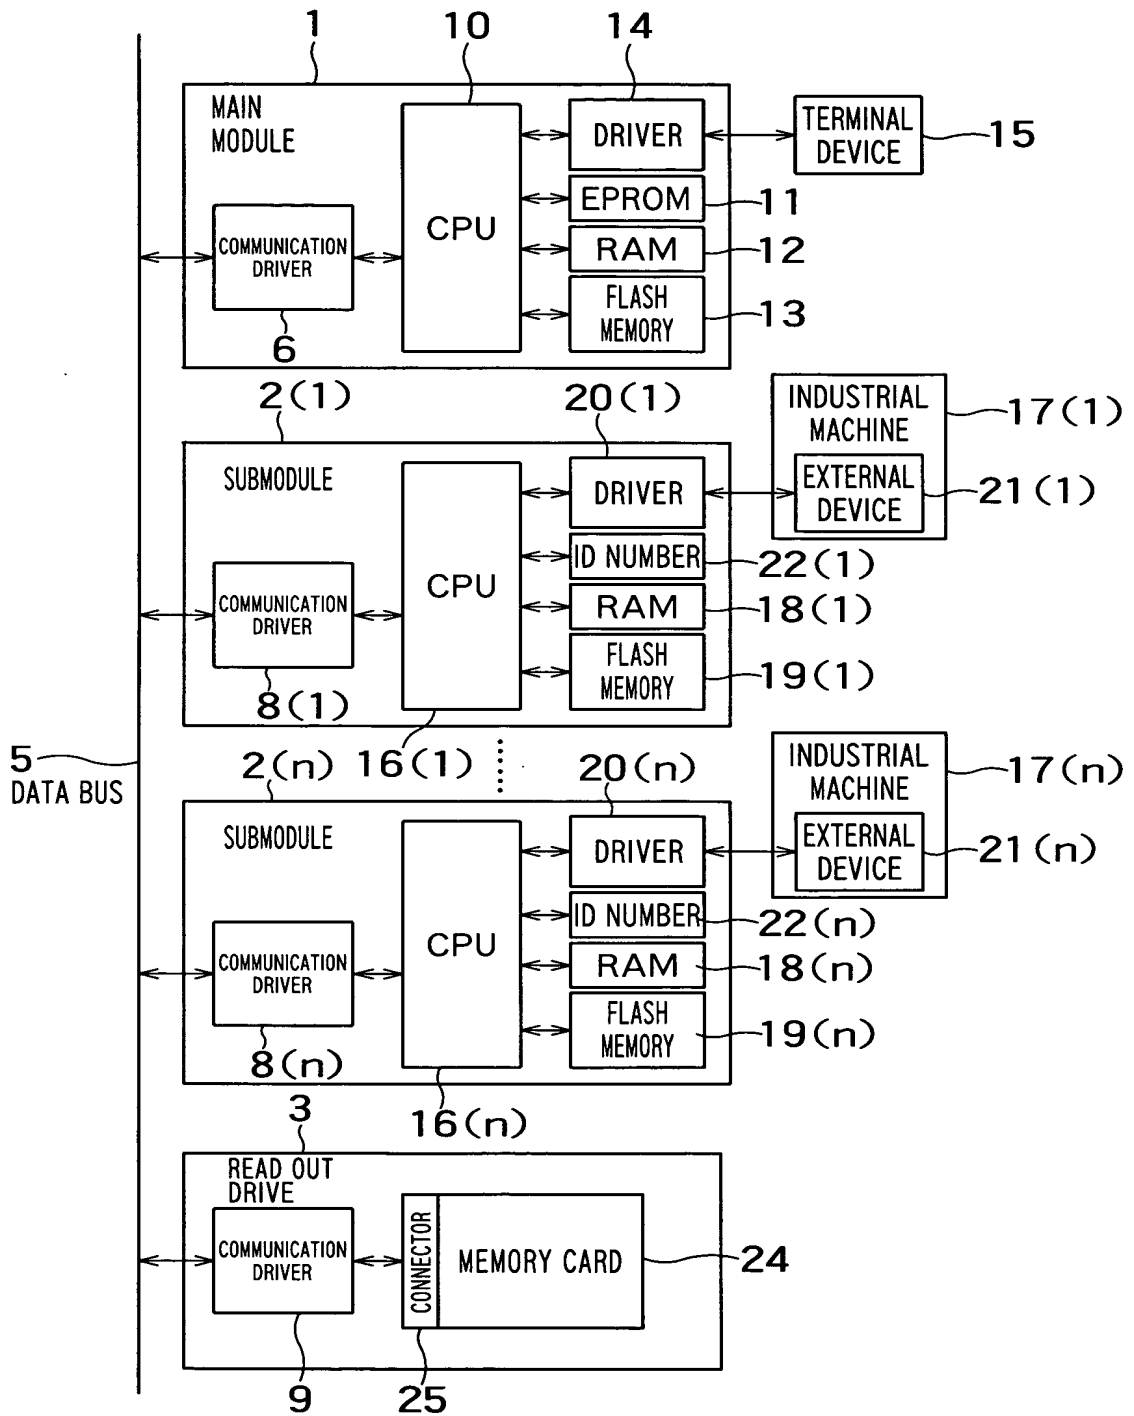 1
10
14
MAIN
MODULE
DRIVER
TERMINAL
DEVICE
15
EPROM
11
CPU
COMMUNICATION
DRIVER
RAM
12
FLASH
MEMORY
13
6
2(1)
20(1)
INDUSTRIAL
MACHINE
17(1)
SUBMODULE
DRIVER
EXTERNAL
DEVICE
21(1)
ID NUMBER
22(1)
CPU
COMMUNICATION
DRIVER
RAM
18(1)
FLASH
MEMORY
19(1)
8(1)
16(1)
5
DATA BUS
2(n)
20(n)
INDUSTRIAL
MACHINE
17(n)
SUBMODULE
DRIVER
EXTERNAL
DEVICE
21(n)
ID NUMBER
22(n)
CPU
COMMUNICATION
DRIVER
RAM
18(n)
FLASH
MEMORY
19(n)
8(n)
16(n)
3
READ OUT
DRIVE
COMMUNICATION
DRIVER
CONNECTOR
MEMORY CARD
24
9
25